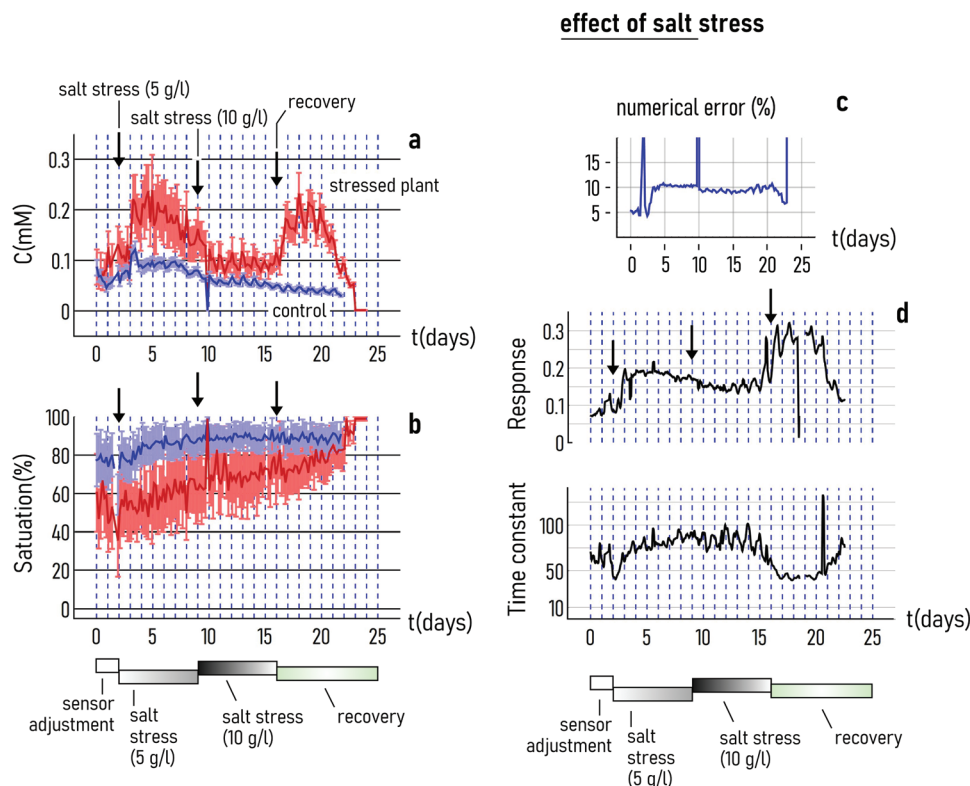 effect of salt stress
salt stress (5 g/l)
salt stress (10 g/l)
recovery
a
stressed plant
control
C(mM)
0.3
0.2
0.1
0
0 5 10 15 20 25
t(days)
b
Satuation(%)
100
80
60
40
20
0
0 5 10 15 20 25
t(days)
sensor
adjustment
salt
stress
(5 g/l)
salt stress
(10 g/l)
recovery
numerical error (%)
c
15
10
5
0 5 10 15 20 25
t(days)
d
Response
0.3
0.2
0.1
0
Time constant
100
50
10
0 5 10 15 20 25
t(days)
sensor
adjustment
salt
stress
(5 g/l)
salt stress
(10 g/l)
recovery